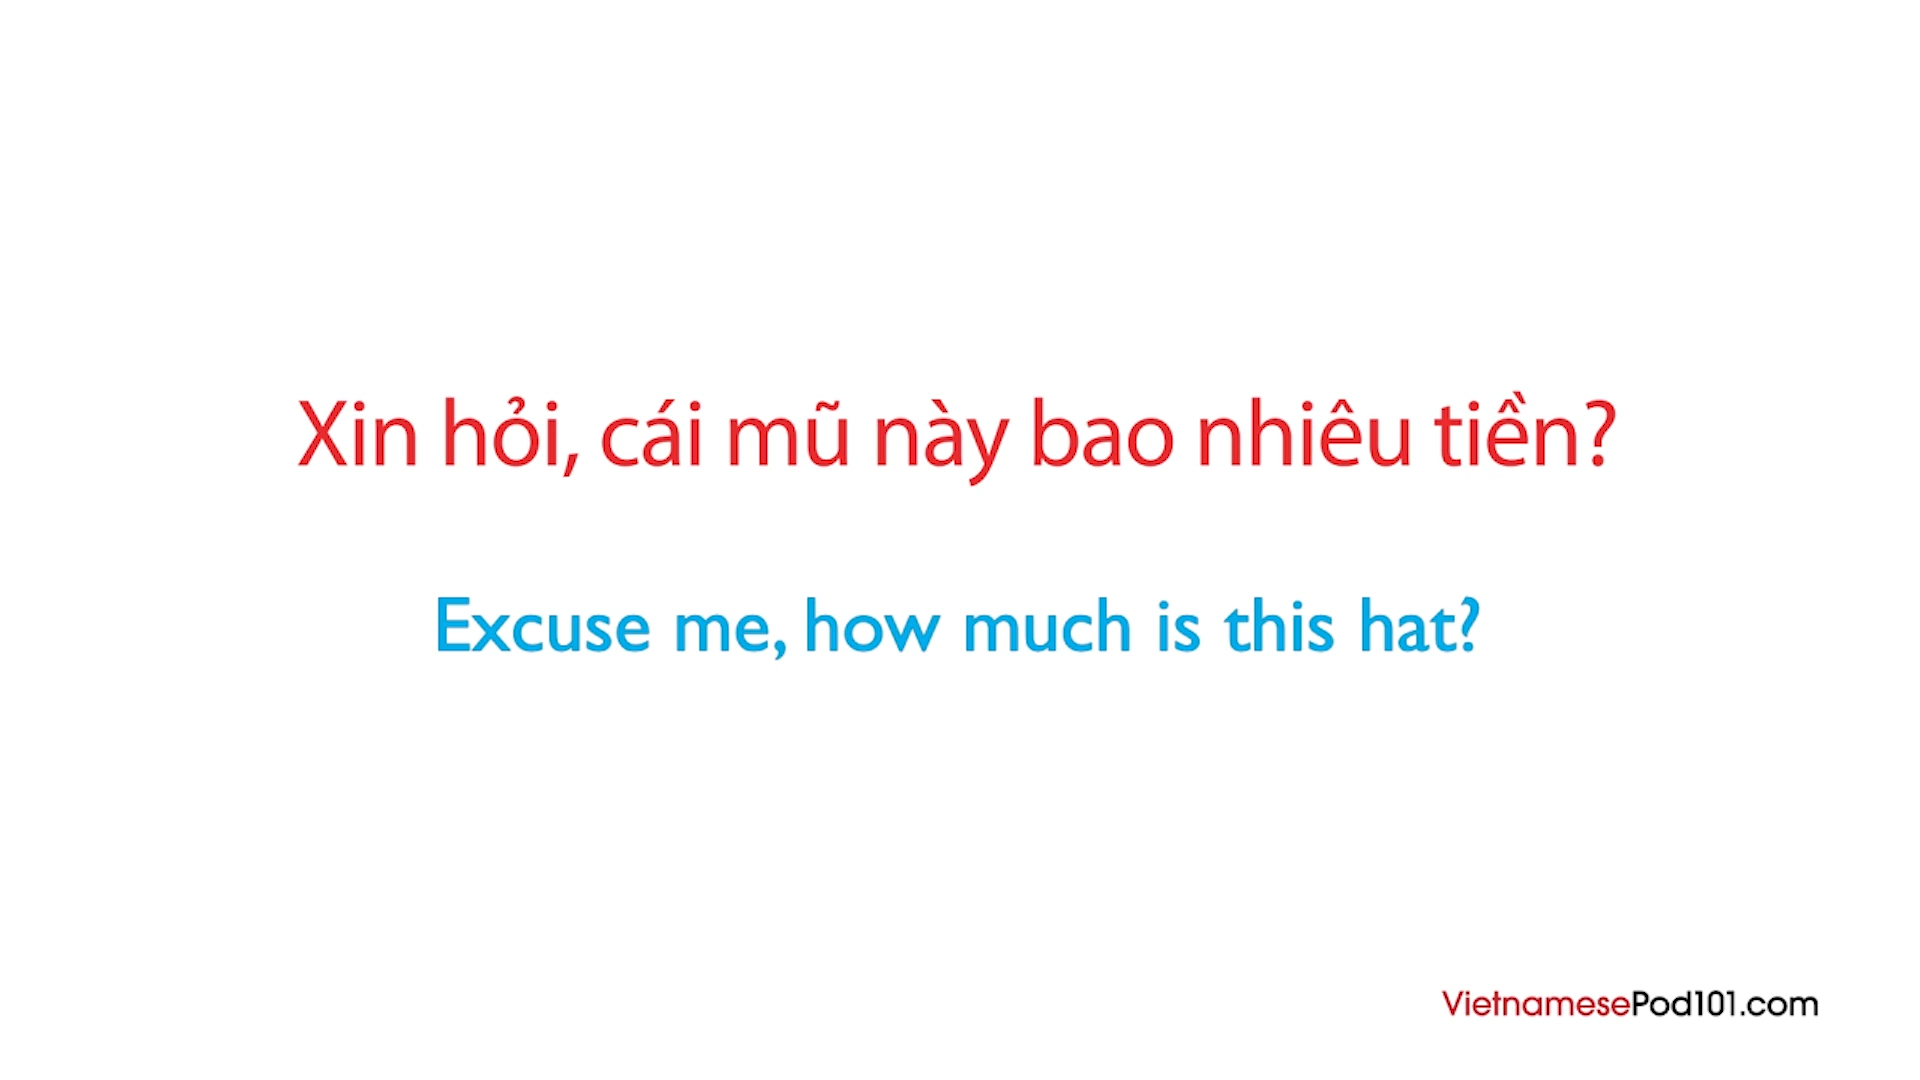 Xin hỏi, cái mũ này bao nhiêu tiền?
Excuse me, how much is this hat?
VietnamesePod101.com